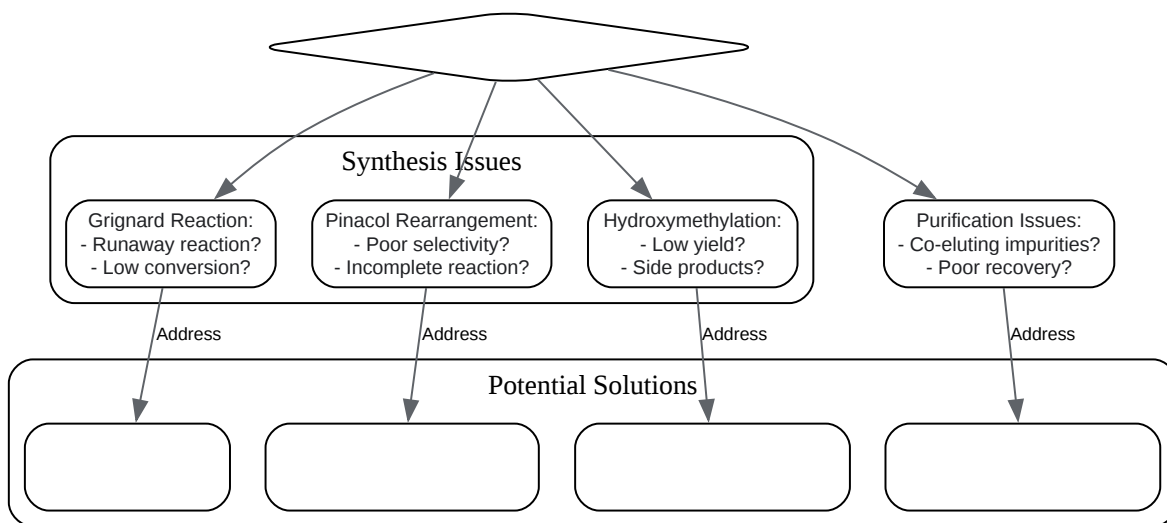 Synthesis Issues
Grignard Reaction:
- Runaway reaction?
- Low conversion?
Pinacol Rearrangement:
- Poor selectivity?
- Incomplete reaction?
Hydroxymethylation:
- Low yield?
- Side products?
Purification Issues:
- Co-eluting impurities?
- Poor recovery?
Address
Address
Address
Address
Potential Solutions